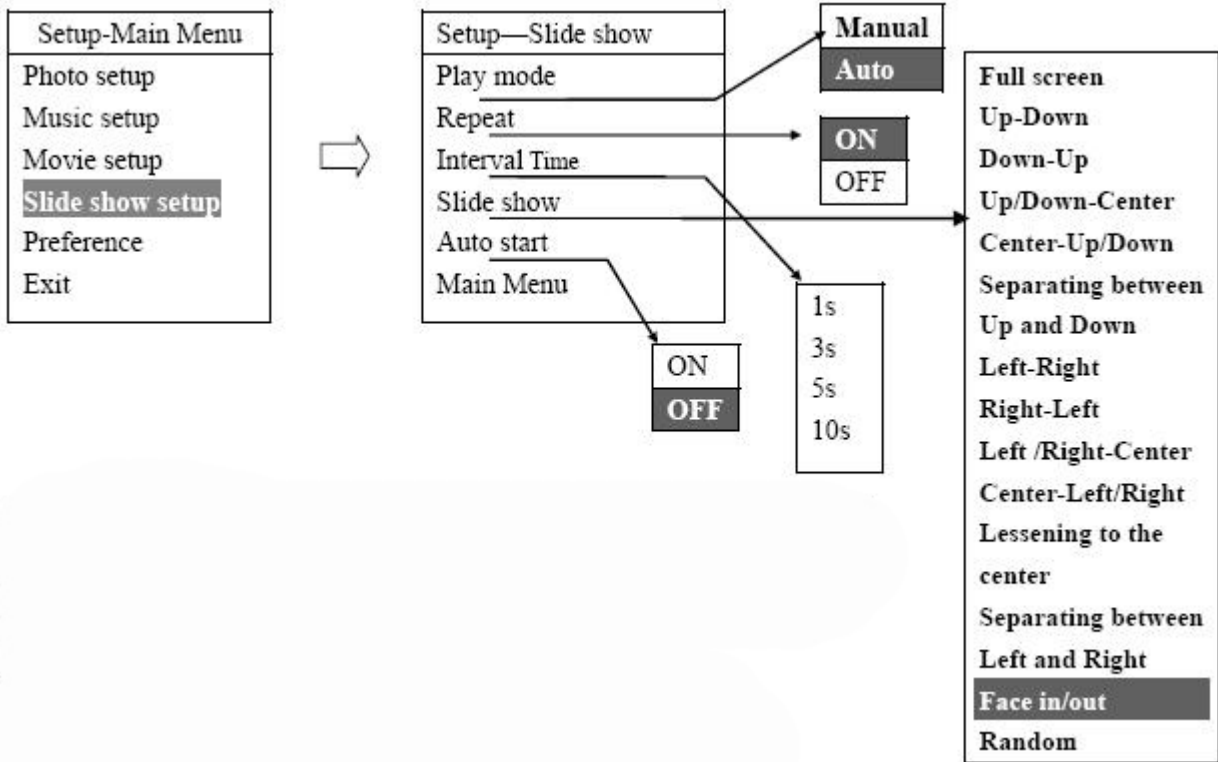 Setup-Main Menu
Photo setup
Music setup
Movie setup
Slide show setup
Preference
Exit
Setup—Slide show
Play mode
Repeat
Interval Time
Slide show
Auto start
Main Menu
Manual
Auto
ON
OFF
ON
OFF
1s
3s
5s
10s
Full screen
Up-Down
Down-Up
Up/Down-Center
Center-Up/Down
Separating between
Up and Down
Left-Right
Right-Left
Left /Right-Center
Center-Left/Right
Lessening to the
center
Separating between
Left and Right
Face in/out
Random